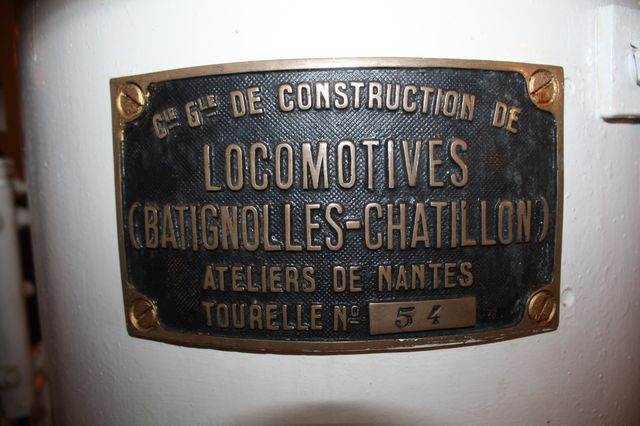 Cie Gle DE CONSTRUCTION DE
LOCOMOTIVES
(BATIGNOLLES-CHATILLON)
ATELIERS DE NANTES
TOURELLE No 54